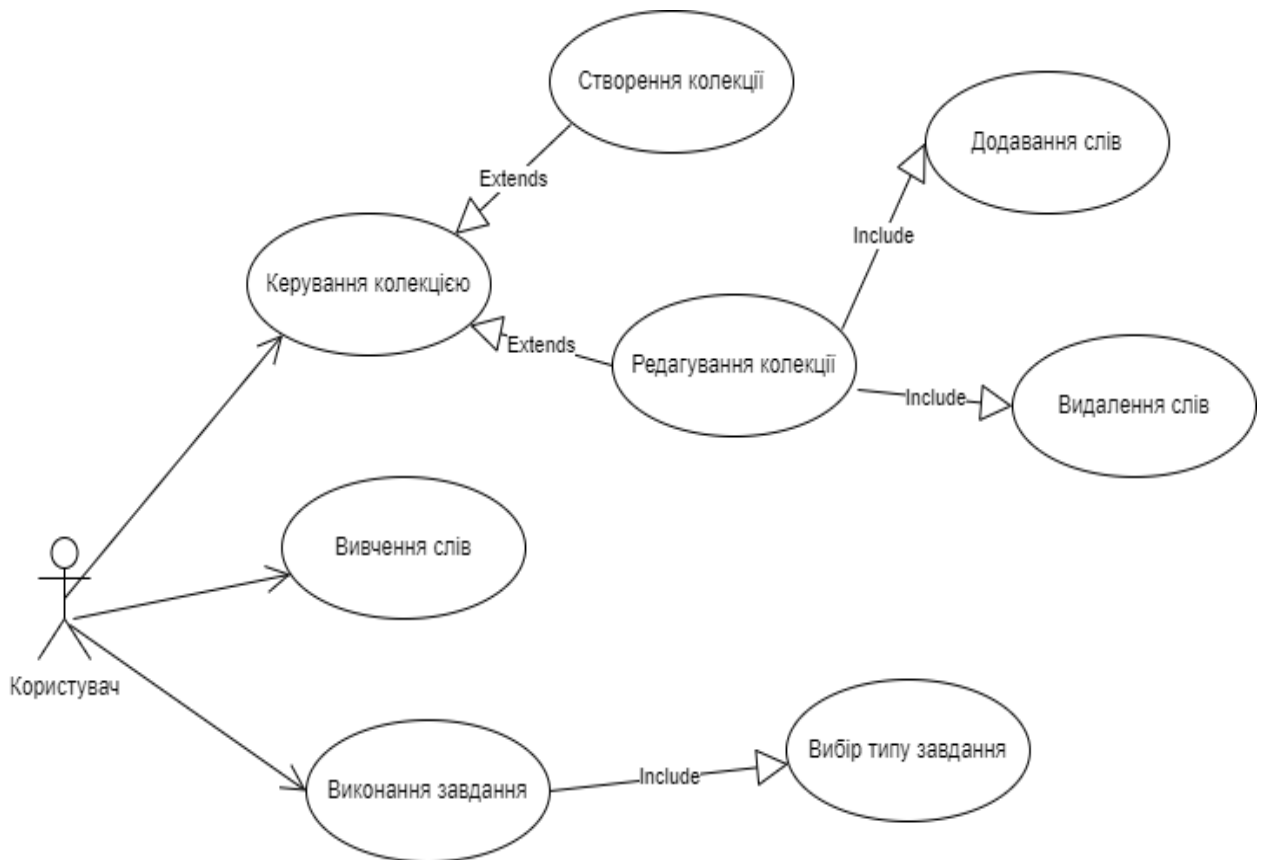 Створення колекції
Додавання слів
Extends
Include
Керування колекцією
Extends
Редагування колекції
Include
Видалення слів
Вивчення слів
Користувач
Вибір типу завдання
Include
Виконання завдання